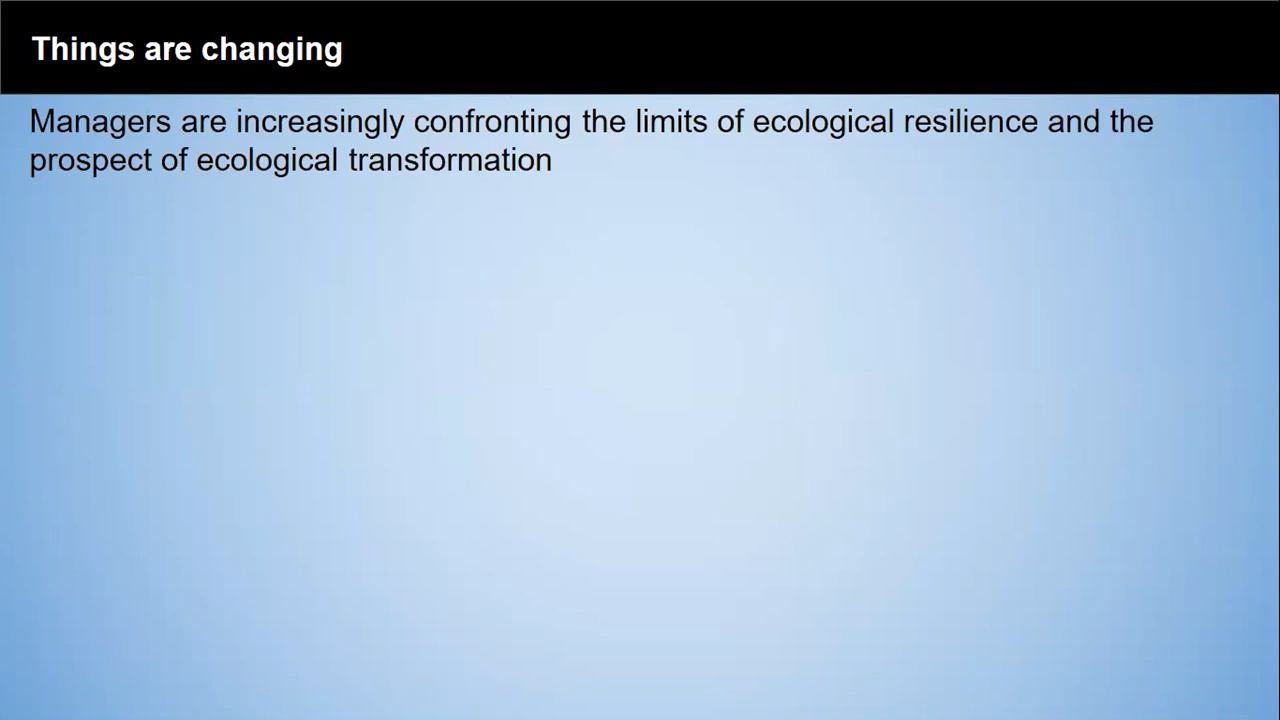 Things are changing
Managers are increasingly confronting the limits of ecological resilience and the
prospect of ecological transformation